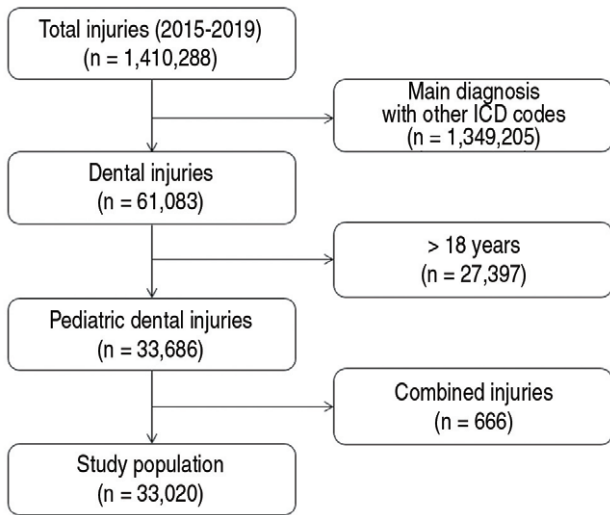 Total injuries (2015-2019)
(n = 1,410,288)
Main diagnosis
with other ICD codes
(n = 1,349,205)
Dental injuries
(n = 61,083)
> 18 years
(n = 27,397)
Pediatric dental injuries
(n = 33,686)
Combined injuries
(n = 666)
Study population
(n = 33,020)